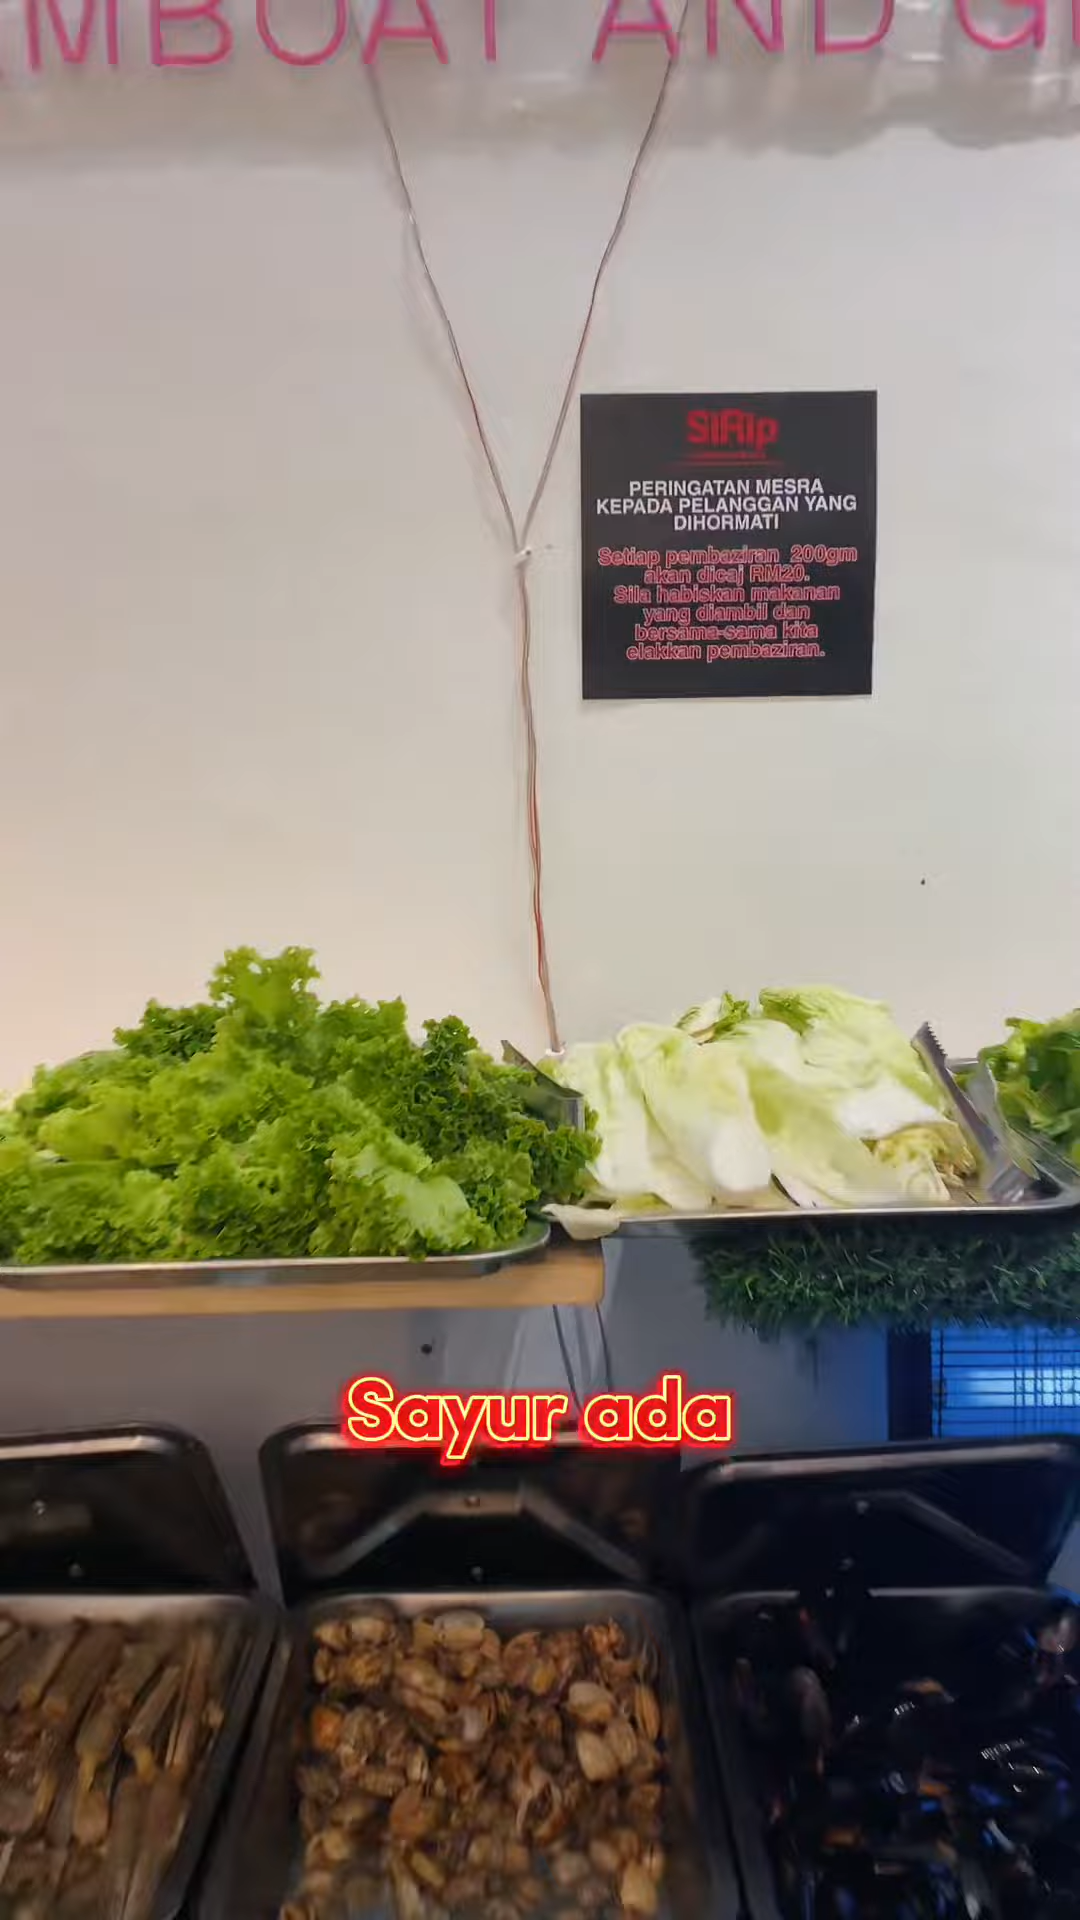 MBOAT AND G
SIRip
PERINGATAN MESRA
KEPADA PELANGGAN YANG
DIHORMATI
Setiap pembaziran 200gm
akan dicaj RM20.
Sila habiskan makanan
yang diambil dan
bersama-sama kita
elakkan pembaziran.
Sayur ada